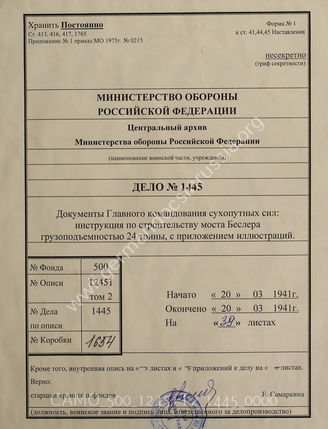 Хранить Постоянно
Форма № 1
Ст. 413, 416, 417, 1765
к ст. 41,44,45 Наставления
Приложение № 1 приказ МО 1975г. № 0215
несекретно
(гриф секретности)
МИНИСТЕРСТВО ОБОРОНЫ
РОССИЙСКОЙ ФЕДЕРАЦИИ
Центральный архив
Министерства обороны Российской Федерации
(наименование воинской части, учреждения)
ДЕЛО № 1445
Документы Главного командования сухопутных сил:
инструкция по строительству моста Беслера
грузоподъемностью 24 тонны, с приложением иллюстраций.
№ Фонда 500
№ Описи 12451
том 2
№ Дела 1445
по описи
№ Коробки 1654
Начато « 20 » 03 1941г.
Окончено « 20 » 03 1941г.
На « 39 » листах
Кроме того, внутренняя опись на «  » листах и «  » приложений к делу на листах
Верно:
старший хранитель фондов Е. Самаркина
(должность, воинское звание и подпись лица, ответственного за делопроизводство)
CAMO_500_12451_1445_0000